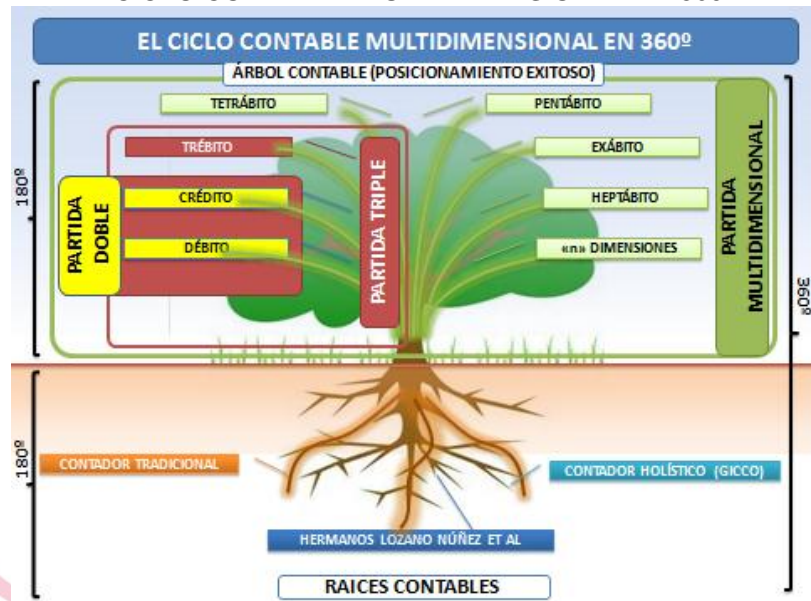 EL CICLO CONTABLE MULTIDIMENSIONAL EN 360º
ÁRBOL CONTABLE (POSICIONAMIENTO EXITOSO)
TETRÁBITO
PENTÁBITO
TRÉBITO
EXÁBITO
CRÉDITO
HEPTÁBITO
DÉBITO
«n» DIMENSIONES
PARTIDA
DOBLE
PARTIDA TRIPLE
PARTIDA
MULTIDIMENSIONAL
180º
360º
180º
CONTADOR TRADICIONAL
CONTADOR HOLÍSTICO (GICCO)
HERMANOS LOZANO NÚÑEZ ET AL
RAICES CONTABLES